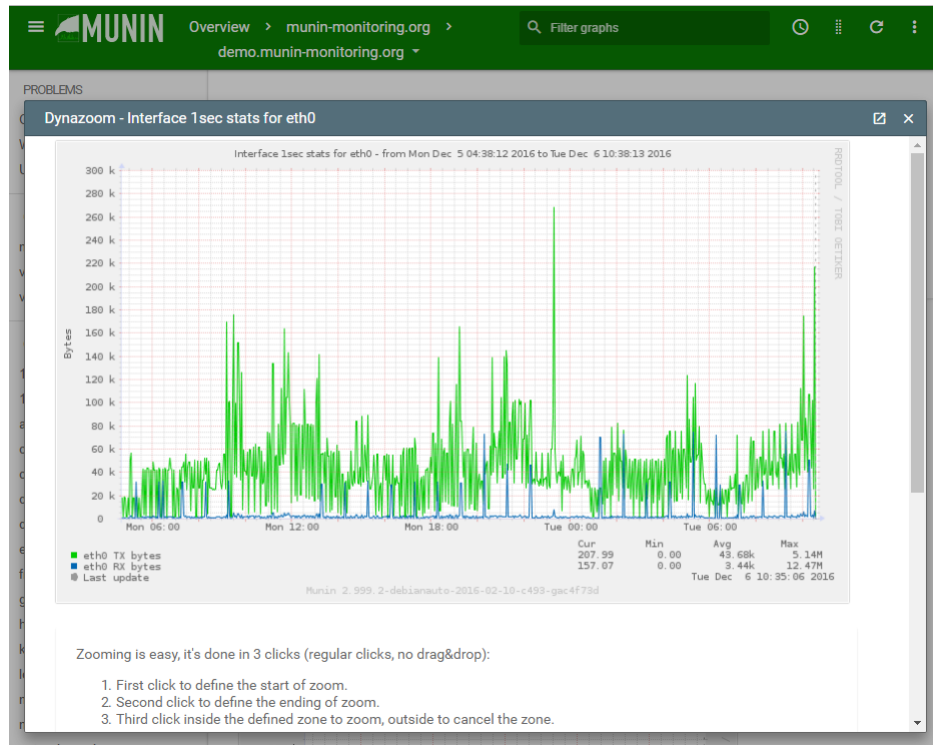 MUNIN Overview > munin-monitoring.org > Filter graphs
demo.munin-monitoring.org
PROBLEMS
Dynazoom - Interface 1sec stats for eth0
Interface 1sec stats for eth0 - from Mon Dec 5 04:38:12 2016 to Tue Dec 6 10:38:13 2016
RRDTOOL / TOBI OETIKER
Bytes
300 k
280 k
260 k
240 k
220 k
200 k
180 k
160 k
140 k
120 k
100 k
80 k
60 k
40 k
20 k
0
Mon 06:00 Mon 12:00 Mon 18:00 Tue 00:00 Tue 06:00
Cur Min Avg Max
eth0 TX bytes 207.99 0.00 43.68k 5.14M
eth0 RX bytes 157.07 0.00 3.44k 12.47M
Last update Tue Dec 6 10:35:06 2016
Munin 2.999.2-debianauto-2016-02-10-c493-gac4f73d
Zooming is easy, it's done in 3 clicks (regular clicks, no drag&drop):
1. First click to define the start of zoom.
2. Second click to define the ending of zoom.
3. Third click inside the defined zone to zoom, outside to cancel the zone.